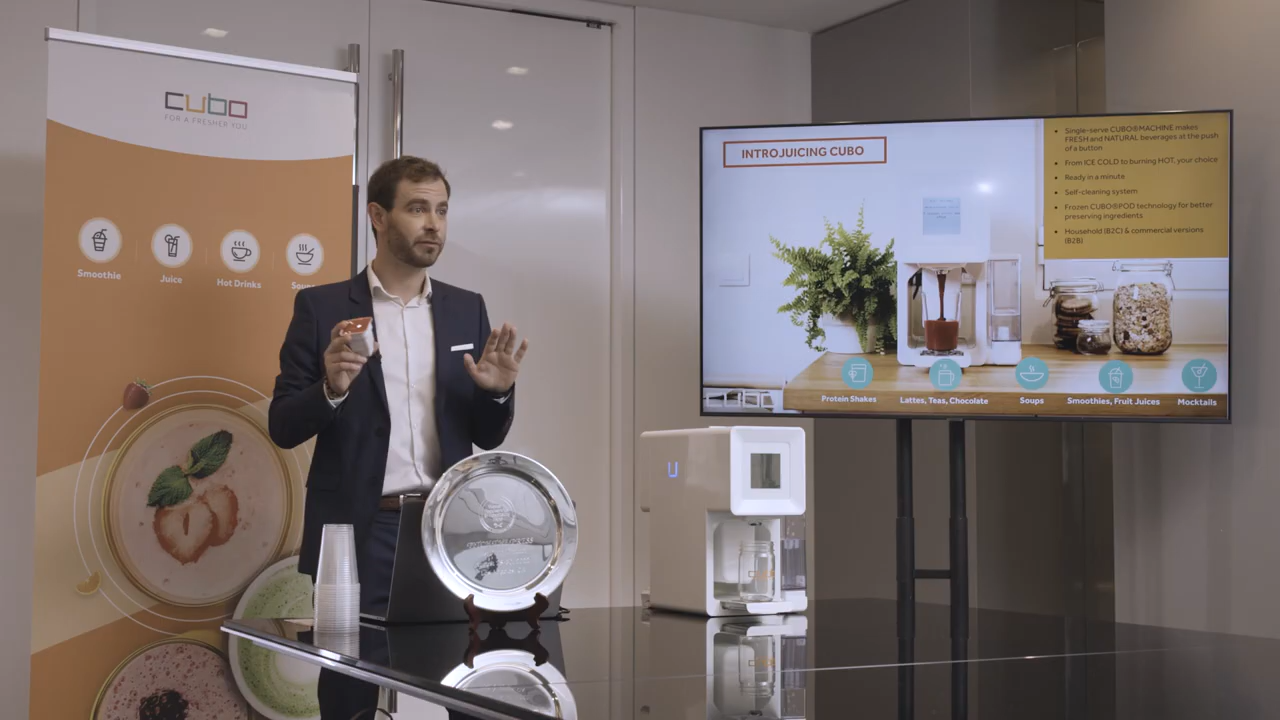 cubo
FOR A FRESHER YOU
Smoothie
Juice
Hot Drinks
INTROJUICING CUBO
• Single-serve CUBO®MACHINE makes
FRESH and NATURAL beverages at the push
of a button
• From ICE COLD to burning HOT, your choice
• Ready in a minute
• Self-cleaning system
• Frozen CUBO®POD technology for better
preserving ingredients
• Household (B2C) & commercial versions
(B2B)
Protein Shakes
Lattes, Teas, Chocolate
Soups
Smoothies, Fruit Juices
Mocktails